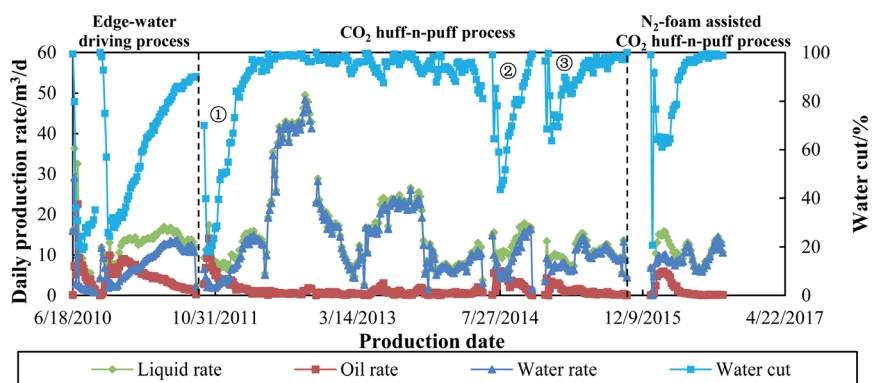 Edge-water
driving process
CO₂ huff-n-puff process
N₂-foam assisted
CO₂ huff-n-puff process
Daily production rate/m³/d
60
50
40
30
20
10
0
①
②
③
100
80
60
40
20
0
Water cut/%
6/18/2010 10/31/2011 3/14/2013 7/27/2014 12/9/2015 4/22/2017
Production date
Liquid rate Oil rate Water rate Water cut